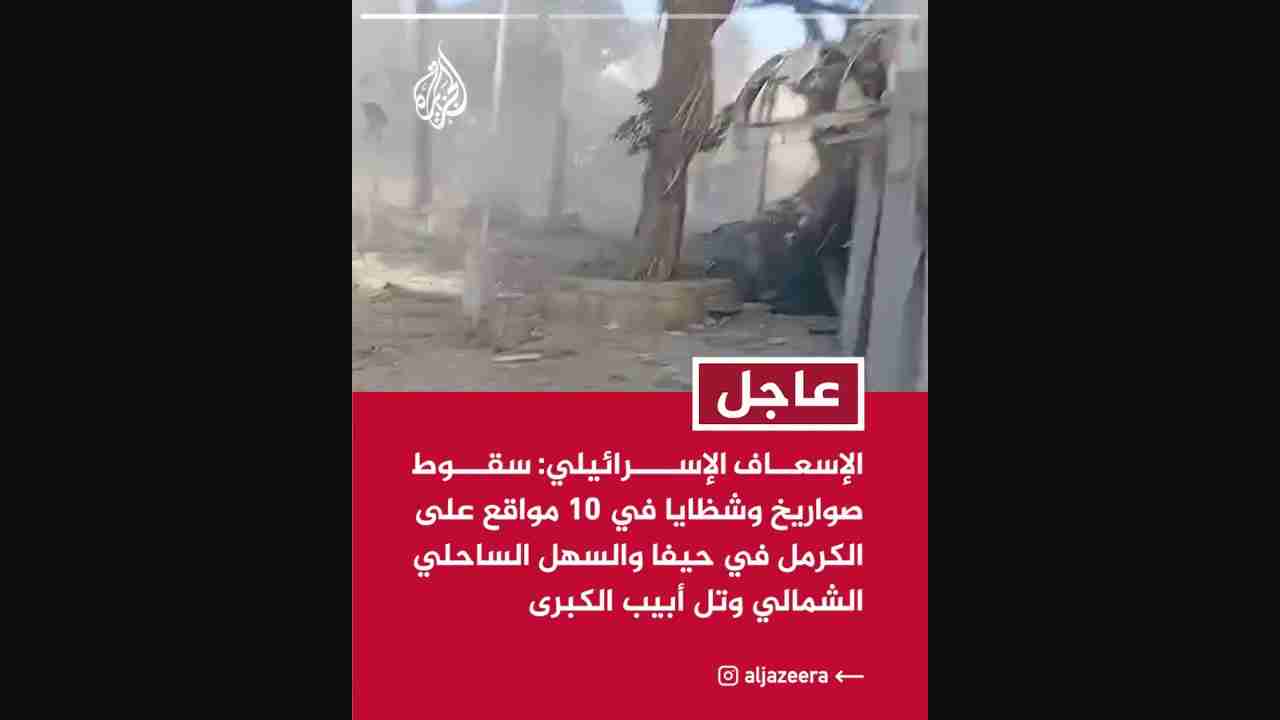 الجزيرة
عاجل
الإسعاف الإسرائيلي: سقوط
صواريخ وشظايا في 10 مواقع على
الكرمل في حيفا والسهل الساحلي
الشمالي وتل أبيب الكبرى
aljazeera